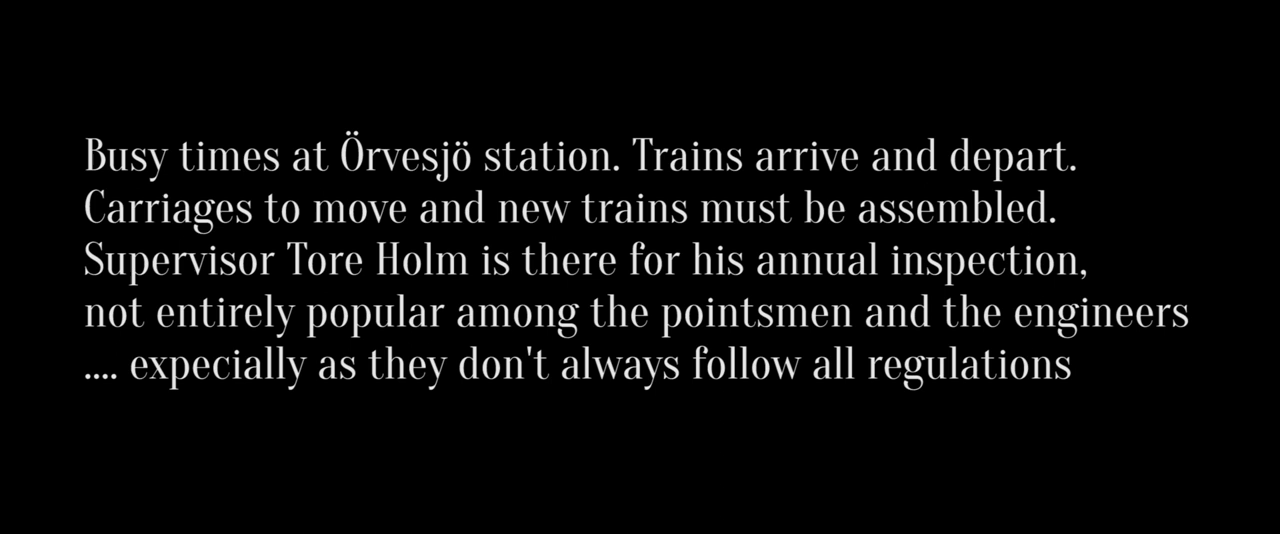 Busy times at Örvesjö station. Trains arrive and depart.
Carriages to move and new trains must be assembled.
Supervisor Tore Holm is there for his annual inspection,
not entirely popular among the pointsmen and the engineers
.... expecially as they don't always follow all regulations